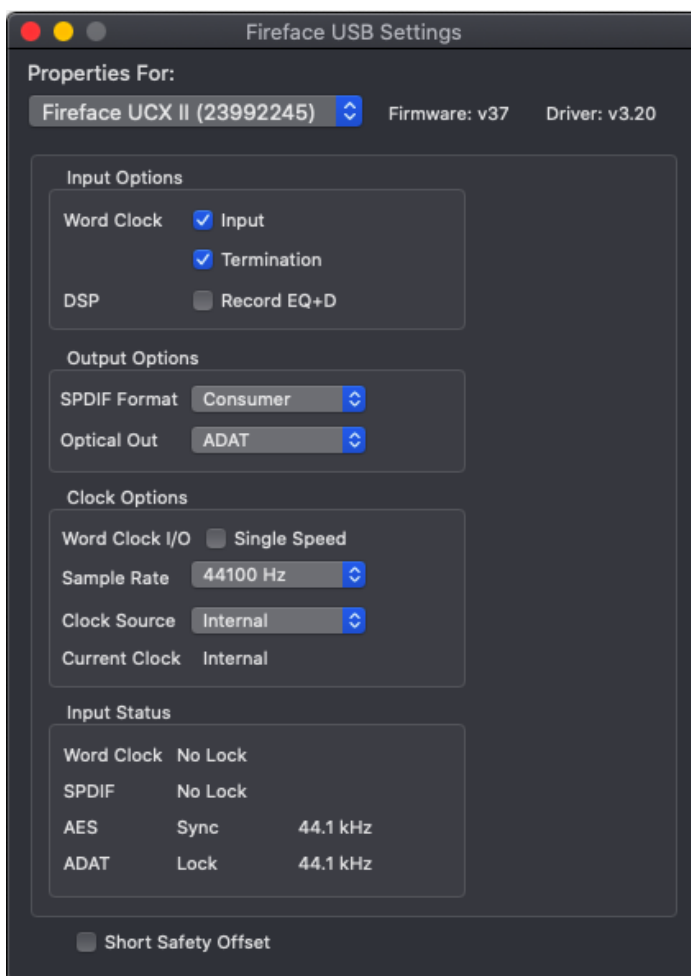 Fireface USB Settings
Properties For:
Fireface UCX II (23992245) Firmware: v37 Driver: v3.20
Input Options
Word Clock Input
Termination
DSP Record EQ+D
Output Options
SPDIF Format Consumer
Optical Out ADAT
Clock Options
Word Clock I/O Single Speed
Sample Rate 44100 Hz
Clock Source Internal
Current Clock Internal
Input Status
Word Clock No Lock
SPDIF No Lock
AES Sync 44.1 kHz
ADAT Lock 44.1 kHz
Short Safety Offset